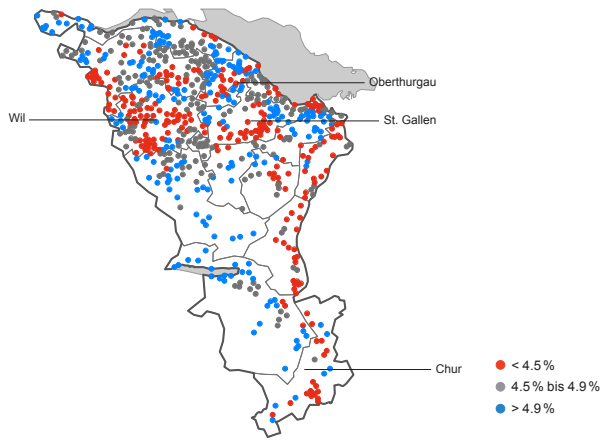 Oberthurgau
Wil
St. Gallen
Chur
< 4.5 %
4.5 % bis 4.9 %
> 4.9 %